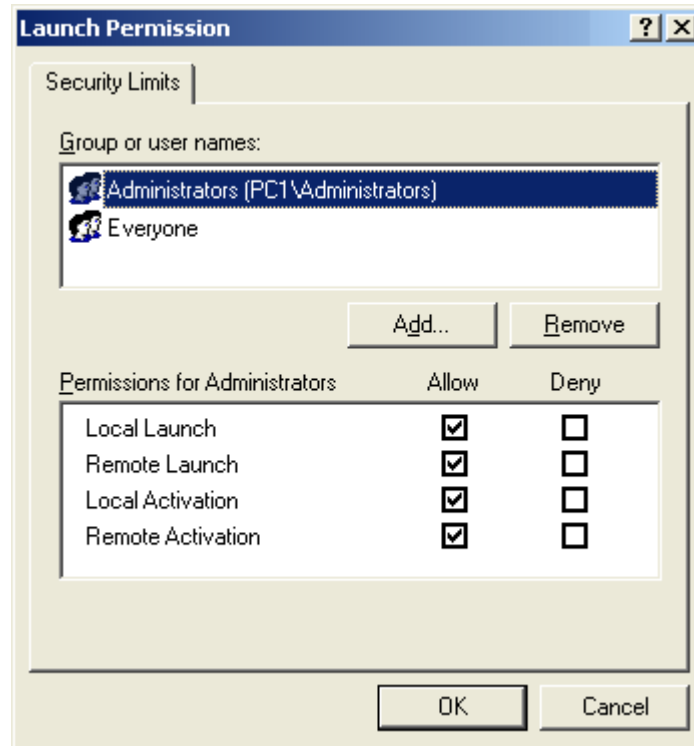 Launch Permission
Security Limits
Group or user names:
Administrators (PC1\Administrators)
Everyone
Add... Remove
Permissions for Administrators Allow Deny
Local Launch
Remote Launch
Local Activation
Remote Activation
OK Cancel